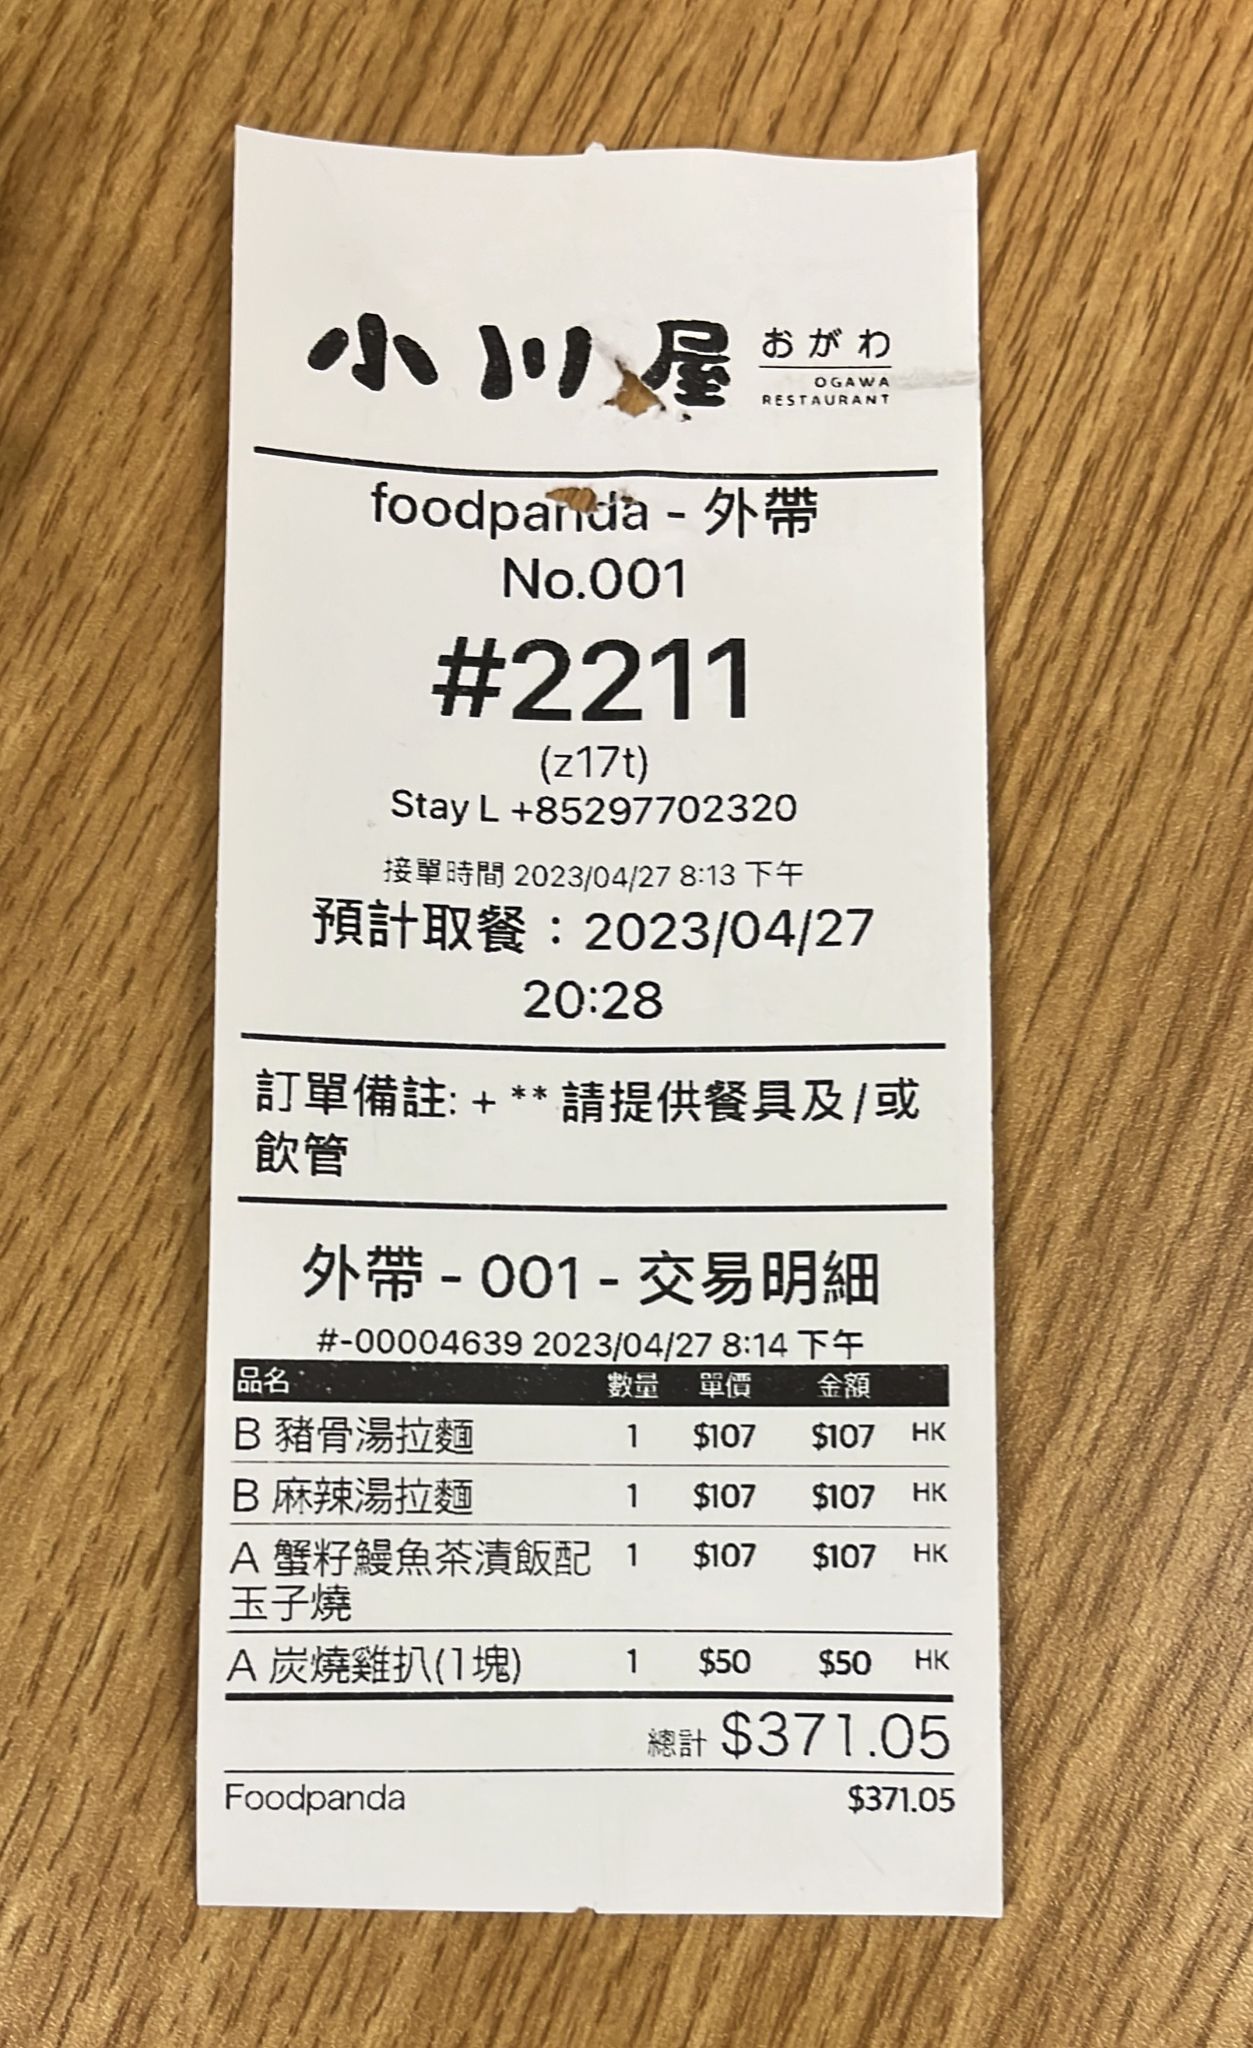 小川屋
おがわ
OGAWA
RESTAURANT
foodpanda - 外帶
No.001
#2211
(z17t)
Stay L +85297702320
接單時間 2023/04/27 8:13 下午
預計取餐：2023/04/27
20:28
訂單備註: + ** 請提供餐具及/或
飲管
外帶 - 001 - 交易明細
#-00004639 2023/04/27 8:14 下午
品名 數量 單價 金額
B 豬骨湯拉麵 1 $107 $107 HK
B 麻辣湯拉麵 1 $107 $107 HK
A 蟹籽鰻魚茶漬飯配 1 $107 $107 HK
玉子燒
A 炭燒雞扒(1塊) 1 $50 $50 HK
總計 $371.05
Foodpanda $371.05